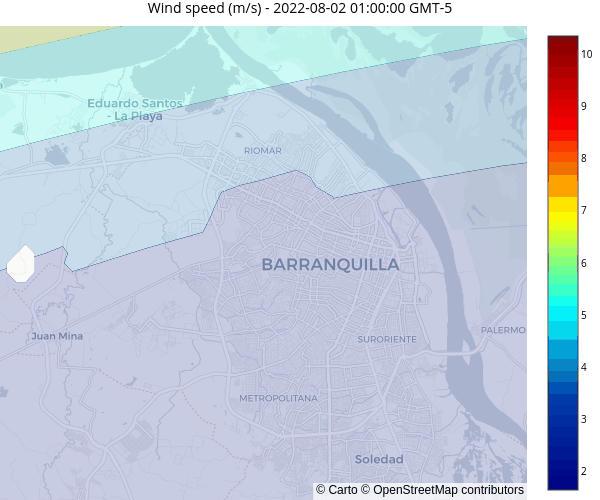 Wind speed (m/s) - 2022-08-02 01:00:00 GMT-5
Eduardo Santos
- La Playa
RIOMAR
BARRANQUILLA
Juan Mina
SURORIENTE
PALERMO
METROPOLITANA
Soledad
© Carto © OpenStreetMap contributors
10
9
8
7
6
5
4
3
2